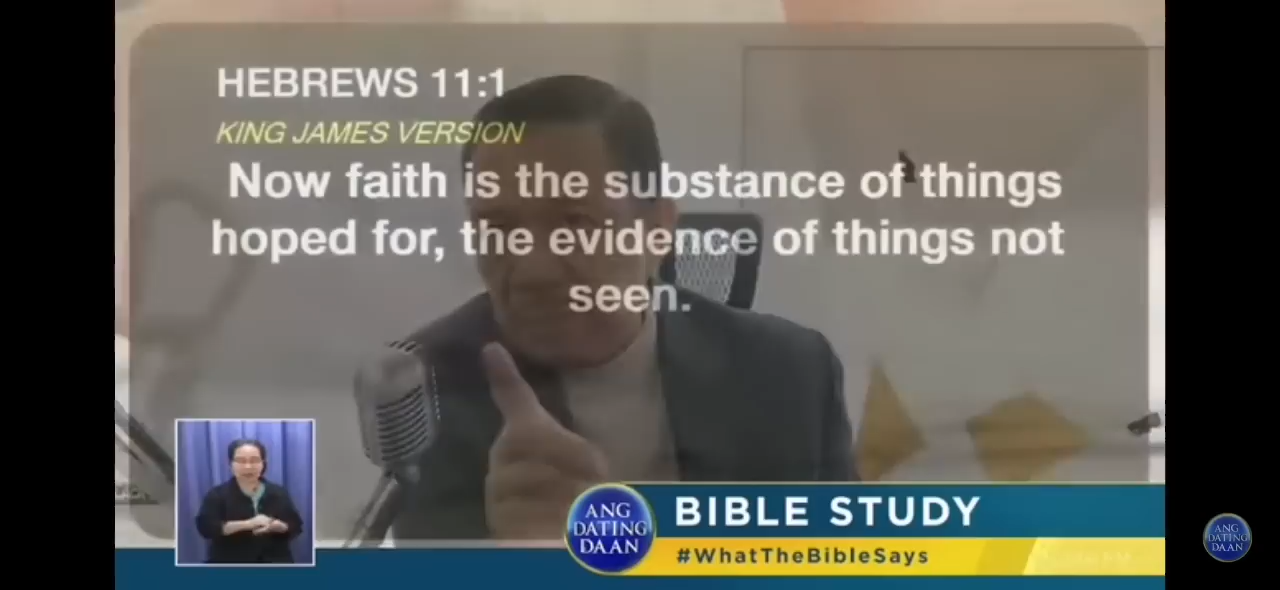 HEBREWS 11:1
KING JAMES VERSION
Now faith is the substance of things
hoped for, the evidence of things not
seen.
ANG
DATING
DAAN
BIBLE STUDY
#WhatTheBibleSays
ANG
DATING
DAAN